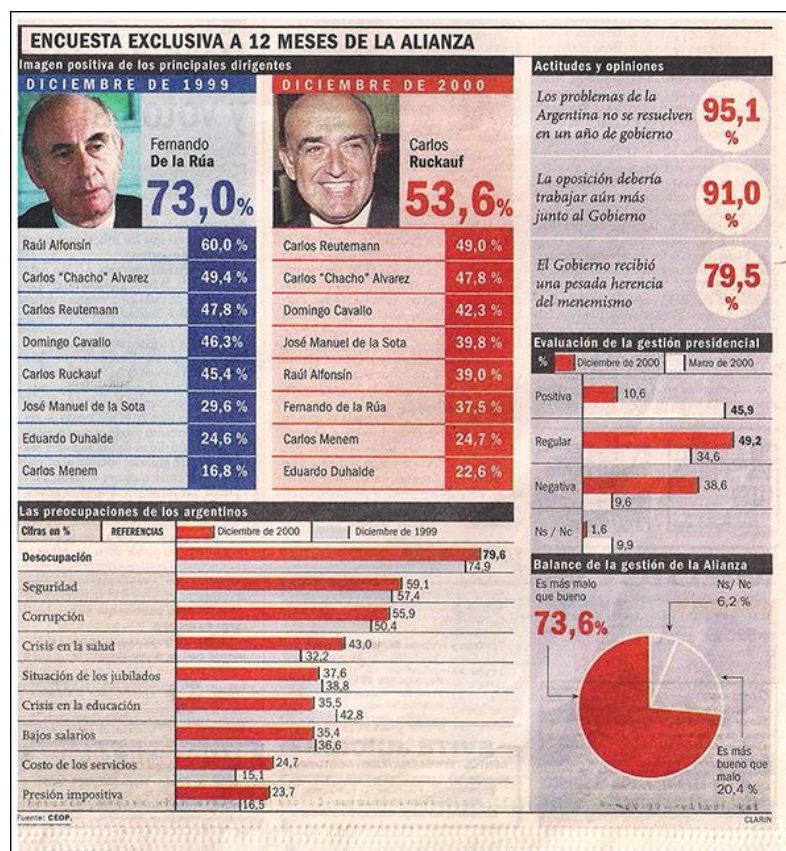 ENCUESTA EXCLUSIVA A 12 MESES DE LA ALIANZA
Imagen positiva de los principales dirigentes
DICIEMBRE DE 1999
Fernando
De la Rúa
73,0%
Raúl Alfonsín 60,0 %
Carlos "Chacho" Alvarez 49,4 %
Carlos Reutemann 47,8 %
Domingo Cavallo 46,3%
Carlos Ruckauf 45,4 %
José Manuel de la Sota 29,6 %
Eduardo Duhalde 24,6 %
Carlos Menem 16,8 %
DICIEMBRE DE 2000
Carlos
Ruckauf
53,6%
Carlos Reutemann 49,0 %
Carlos "Chacho" Alvarez 47,8 %
Domingo Cavallo 42,3 %
José Manuel de la Sota 39,8 %
Raúl Alfonsín 39,0 %
Fernando de la Rúa 37,5 %
Carlos Menem 24,7 %
Eduardo Duhalde 22,6 %
Las preocupaciones de los argentinos
Cifras en % REFERENCIAS Diciembre de 2000 Diciembre de 1999
Desocupación 79,6
74,9
Seguridad 59,1
57,4
Corrupción 55,9
50,4
Crisis en la salud 43,0
32,2
Situación de los jubilados 37,6
38,8
Crisis en la educación 35,5
42,8
Bajos salarios 35,4
36,6
Costo de los servicios 24,7
15,1
Presión impositiva 23,7
16,5
Fuente: CEOP.
Actitudes y opiniones
Los problemas de la
Argentina no se resuelven
en un año de gobierno
95,1
%
La oposición debería
trabajar aún más
junto al Gobierno
91,0
%
El Gobierno recibió
una pesada herencia
del menemismo
79,5
%
Evaluación de la gestión presidencial
% Diciembre de 2000 Marzo de 2000
Positiva 10,6
45,9
Regular 49,2
34,6
Negativa 38,6
9,6
Ns / Nc 1,6
9,9
Balance de la gestión de la Alianza
Es más malo
que bueno
73,6%
Ns/ Nc
6,2 %
Es más
bueno que
malo
20,4 %
CLARIN